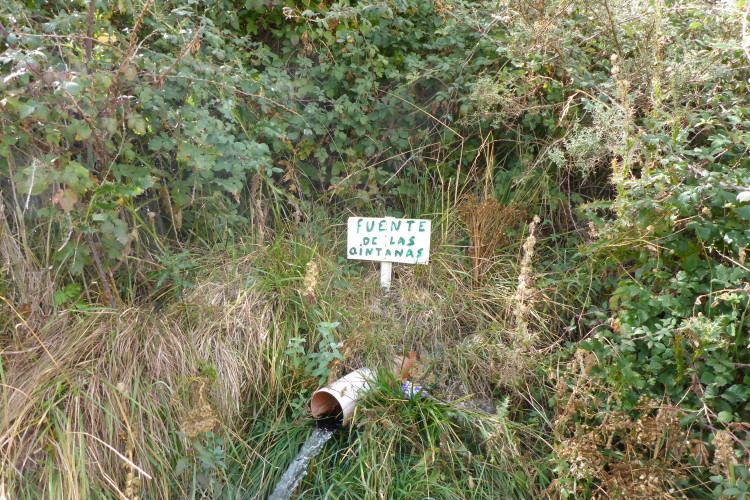 FUENTE
DE LAS
QINTANAS